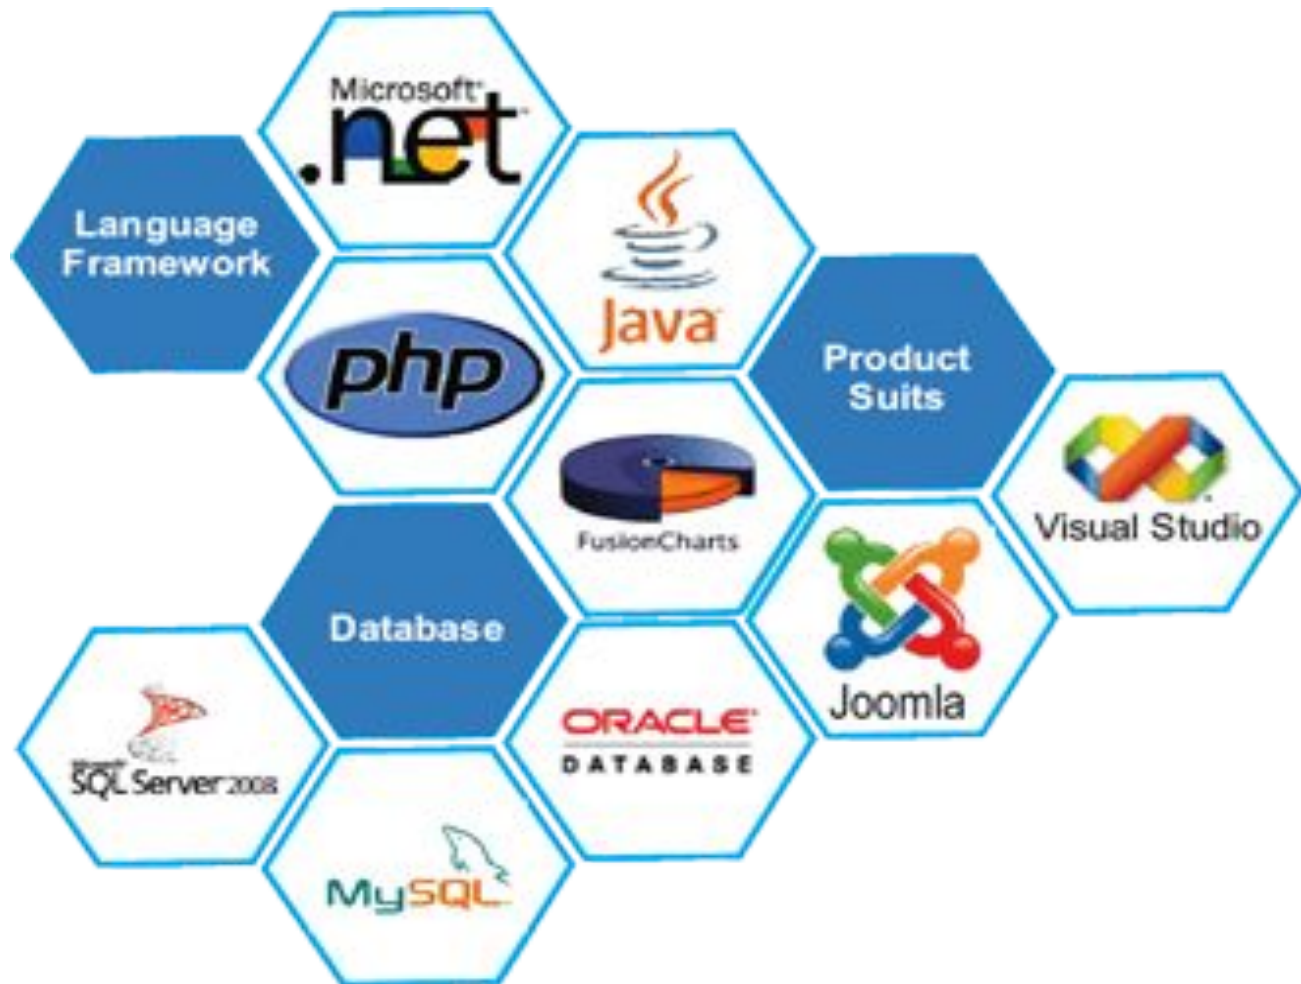 Microsoft
.net
Language
Framework
Java
php
Product
Suits
FusionCharts
Visual Studio
Database
Joomla
Microsoft
SQL Server 2008
ORACLE
DATABASE
MySQL